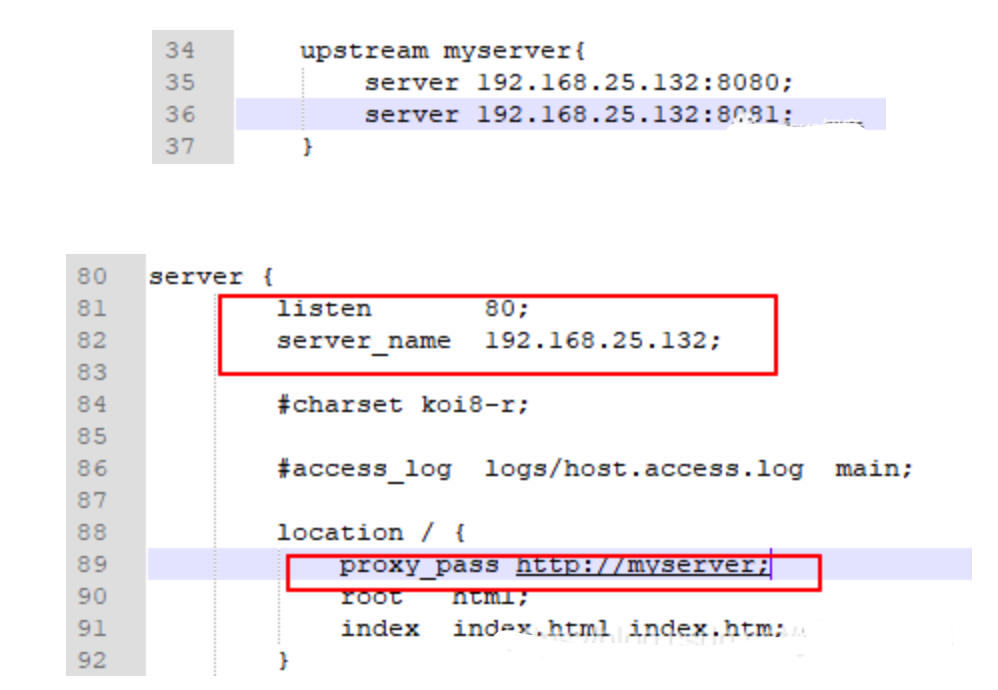 34 upstream myserver{
35 server 192.168.25.132:8080;
36 server 192.168.25.132:8081;
37 }
80 server {
81 listen 80;
82 server_name 192.168.25.132;
83
84 #charset koi8-r;
85
86 #access_log logs/host.access.log main;
87
88 location / {
89 proxy_pass http://myserver;
90 root html;
91 index index.html index.htm;
92 }